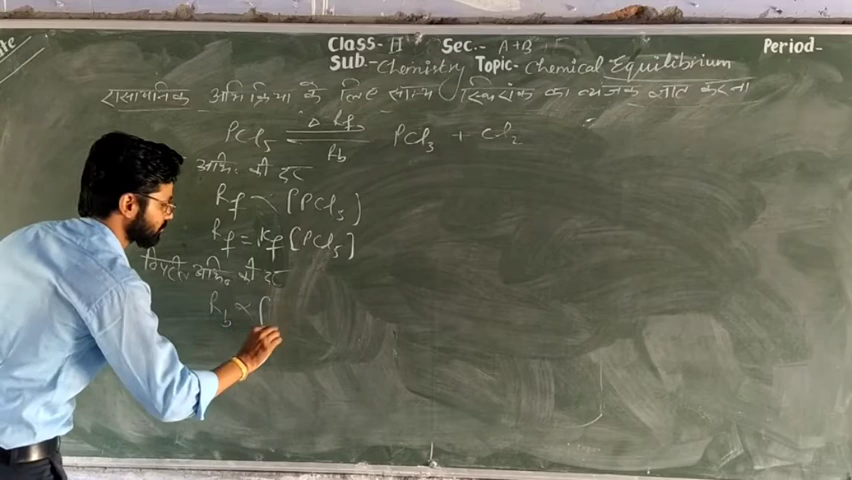 Class- 11 Sec.- A+B Period-
Sub.- Chemistry Topic- Chemical Equilibrium
रासायनिक अभिक्रिया के लिए साम्य स्थिरांक का व्यंजक ज्ञात करना
Δ Rf
PCl5 ⇌ PCl3 + Cl2
Rb
अभि० की दर
Rf ∝ [PCl5]
Rf = Kf [PCl5]
विपरीत अभि० की दर
Rb ∝ [